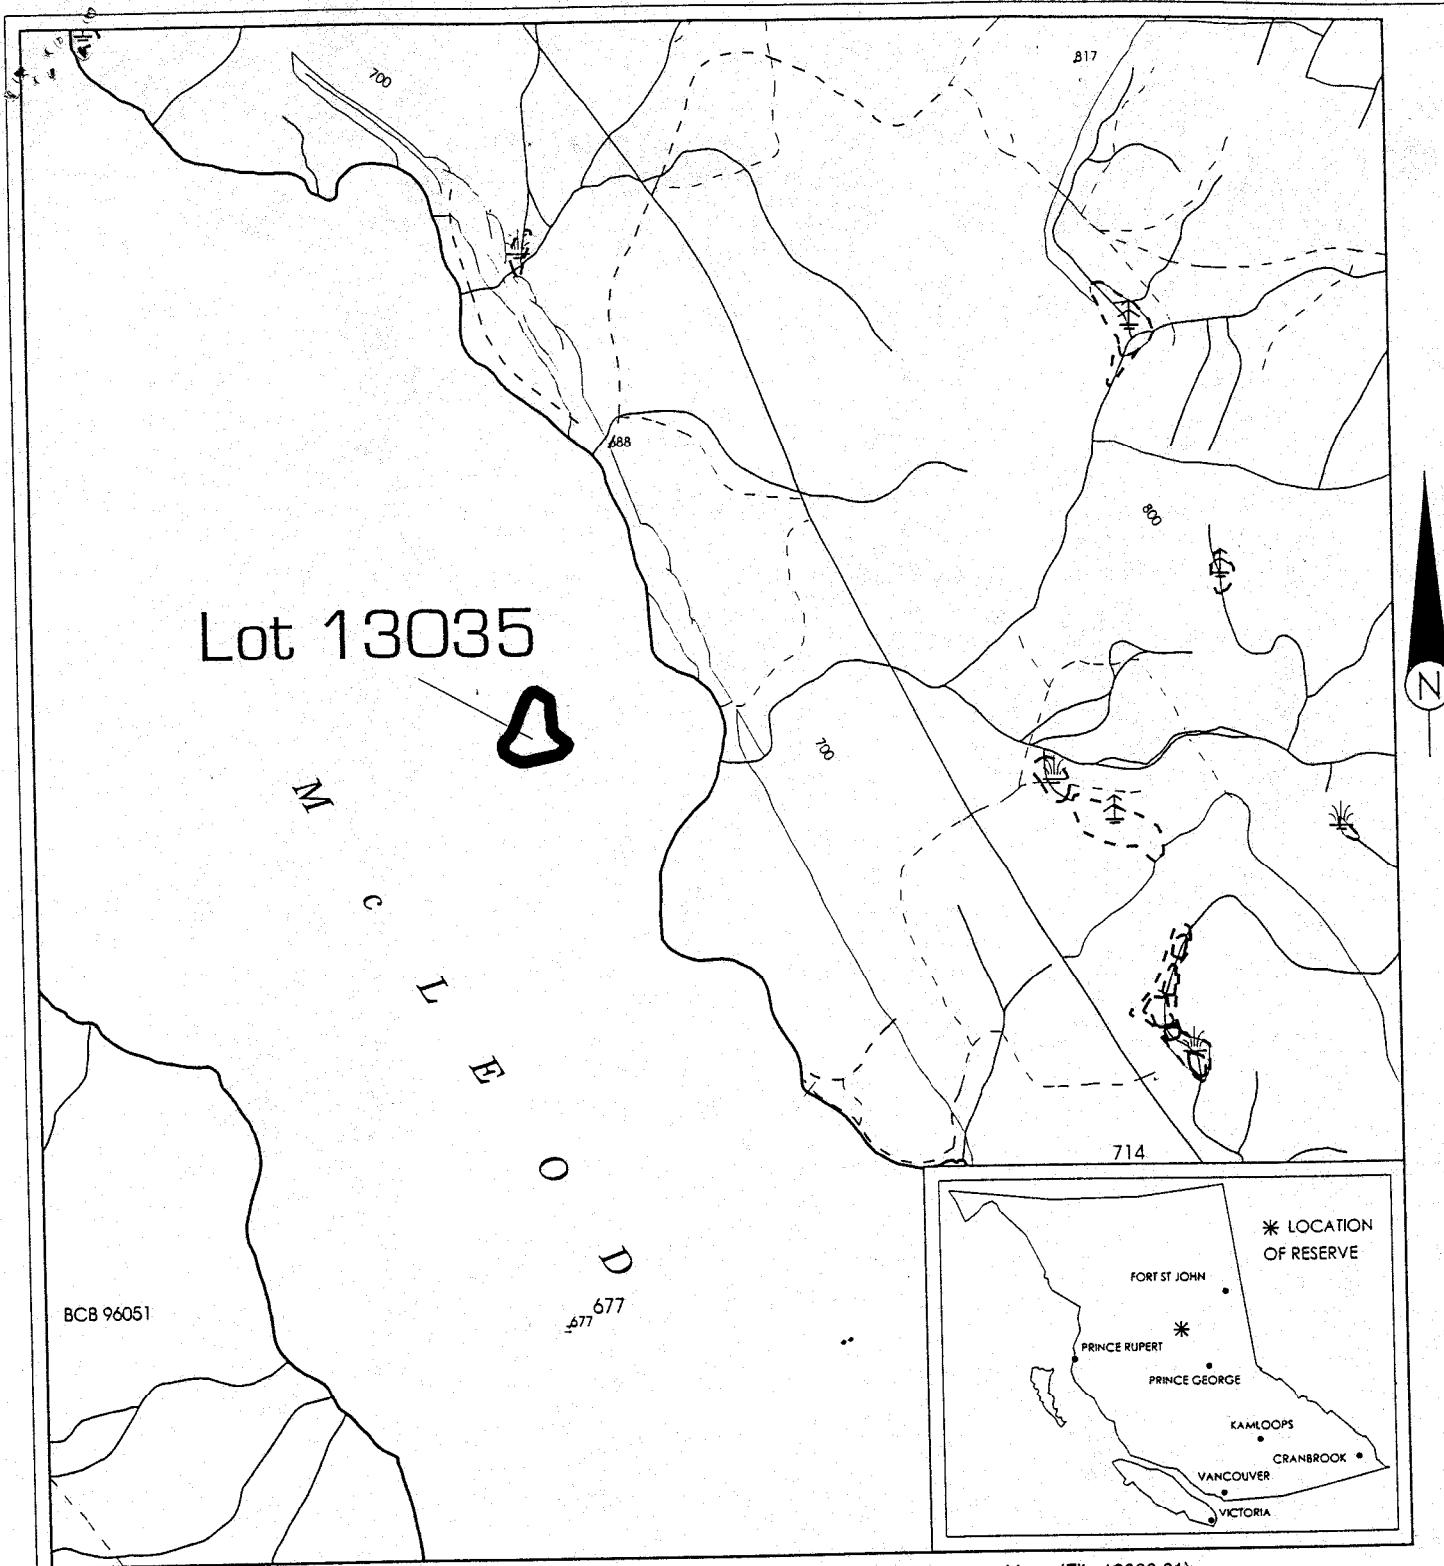 700
817
688
800
Lot 13035
N
700
McLEOD
714
677
677
BCB 96051
✳ LOCATION
OF RESERVE
FORT ST JOHN
PRINCE RUPERT
PRINCE GEORGE
KAMLOOPS
CRANBROOK
VANCOUVER
VICTORIA